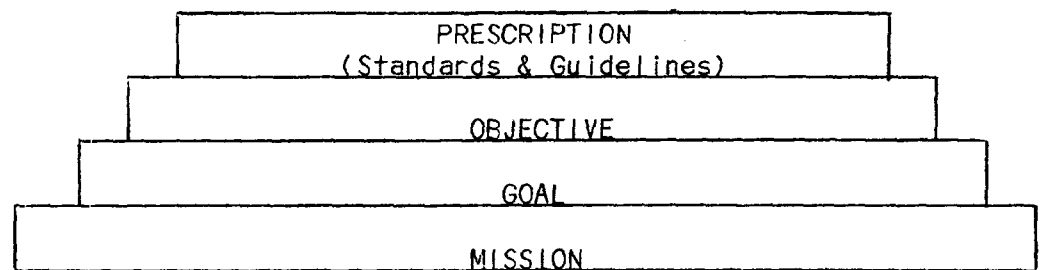 PRESCRIPTION
(Standards & Guidelines)
OBJECTIVE
GOAL
MISSION